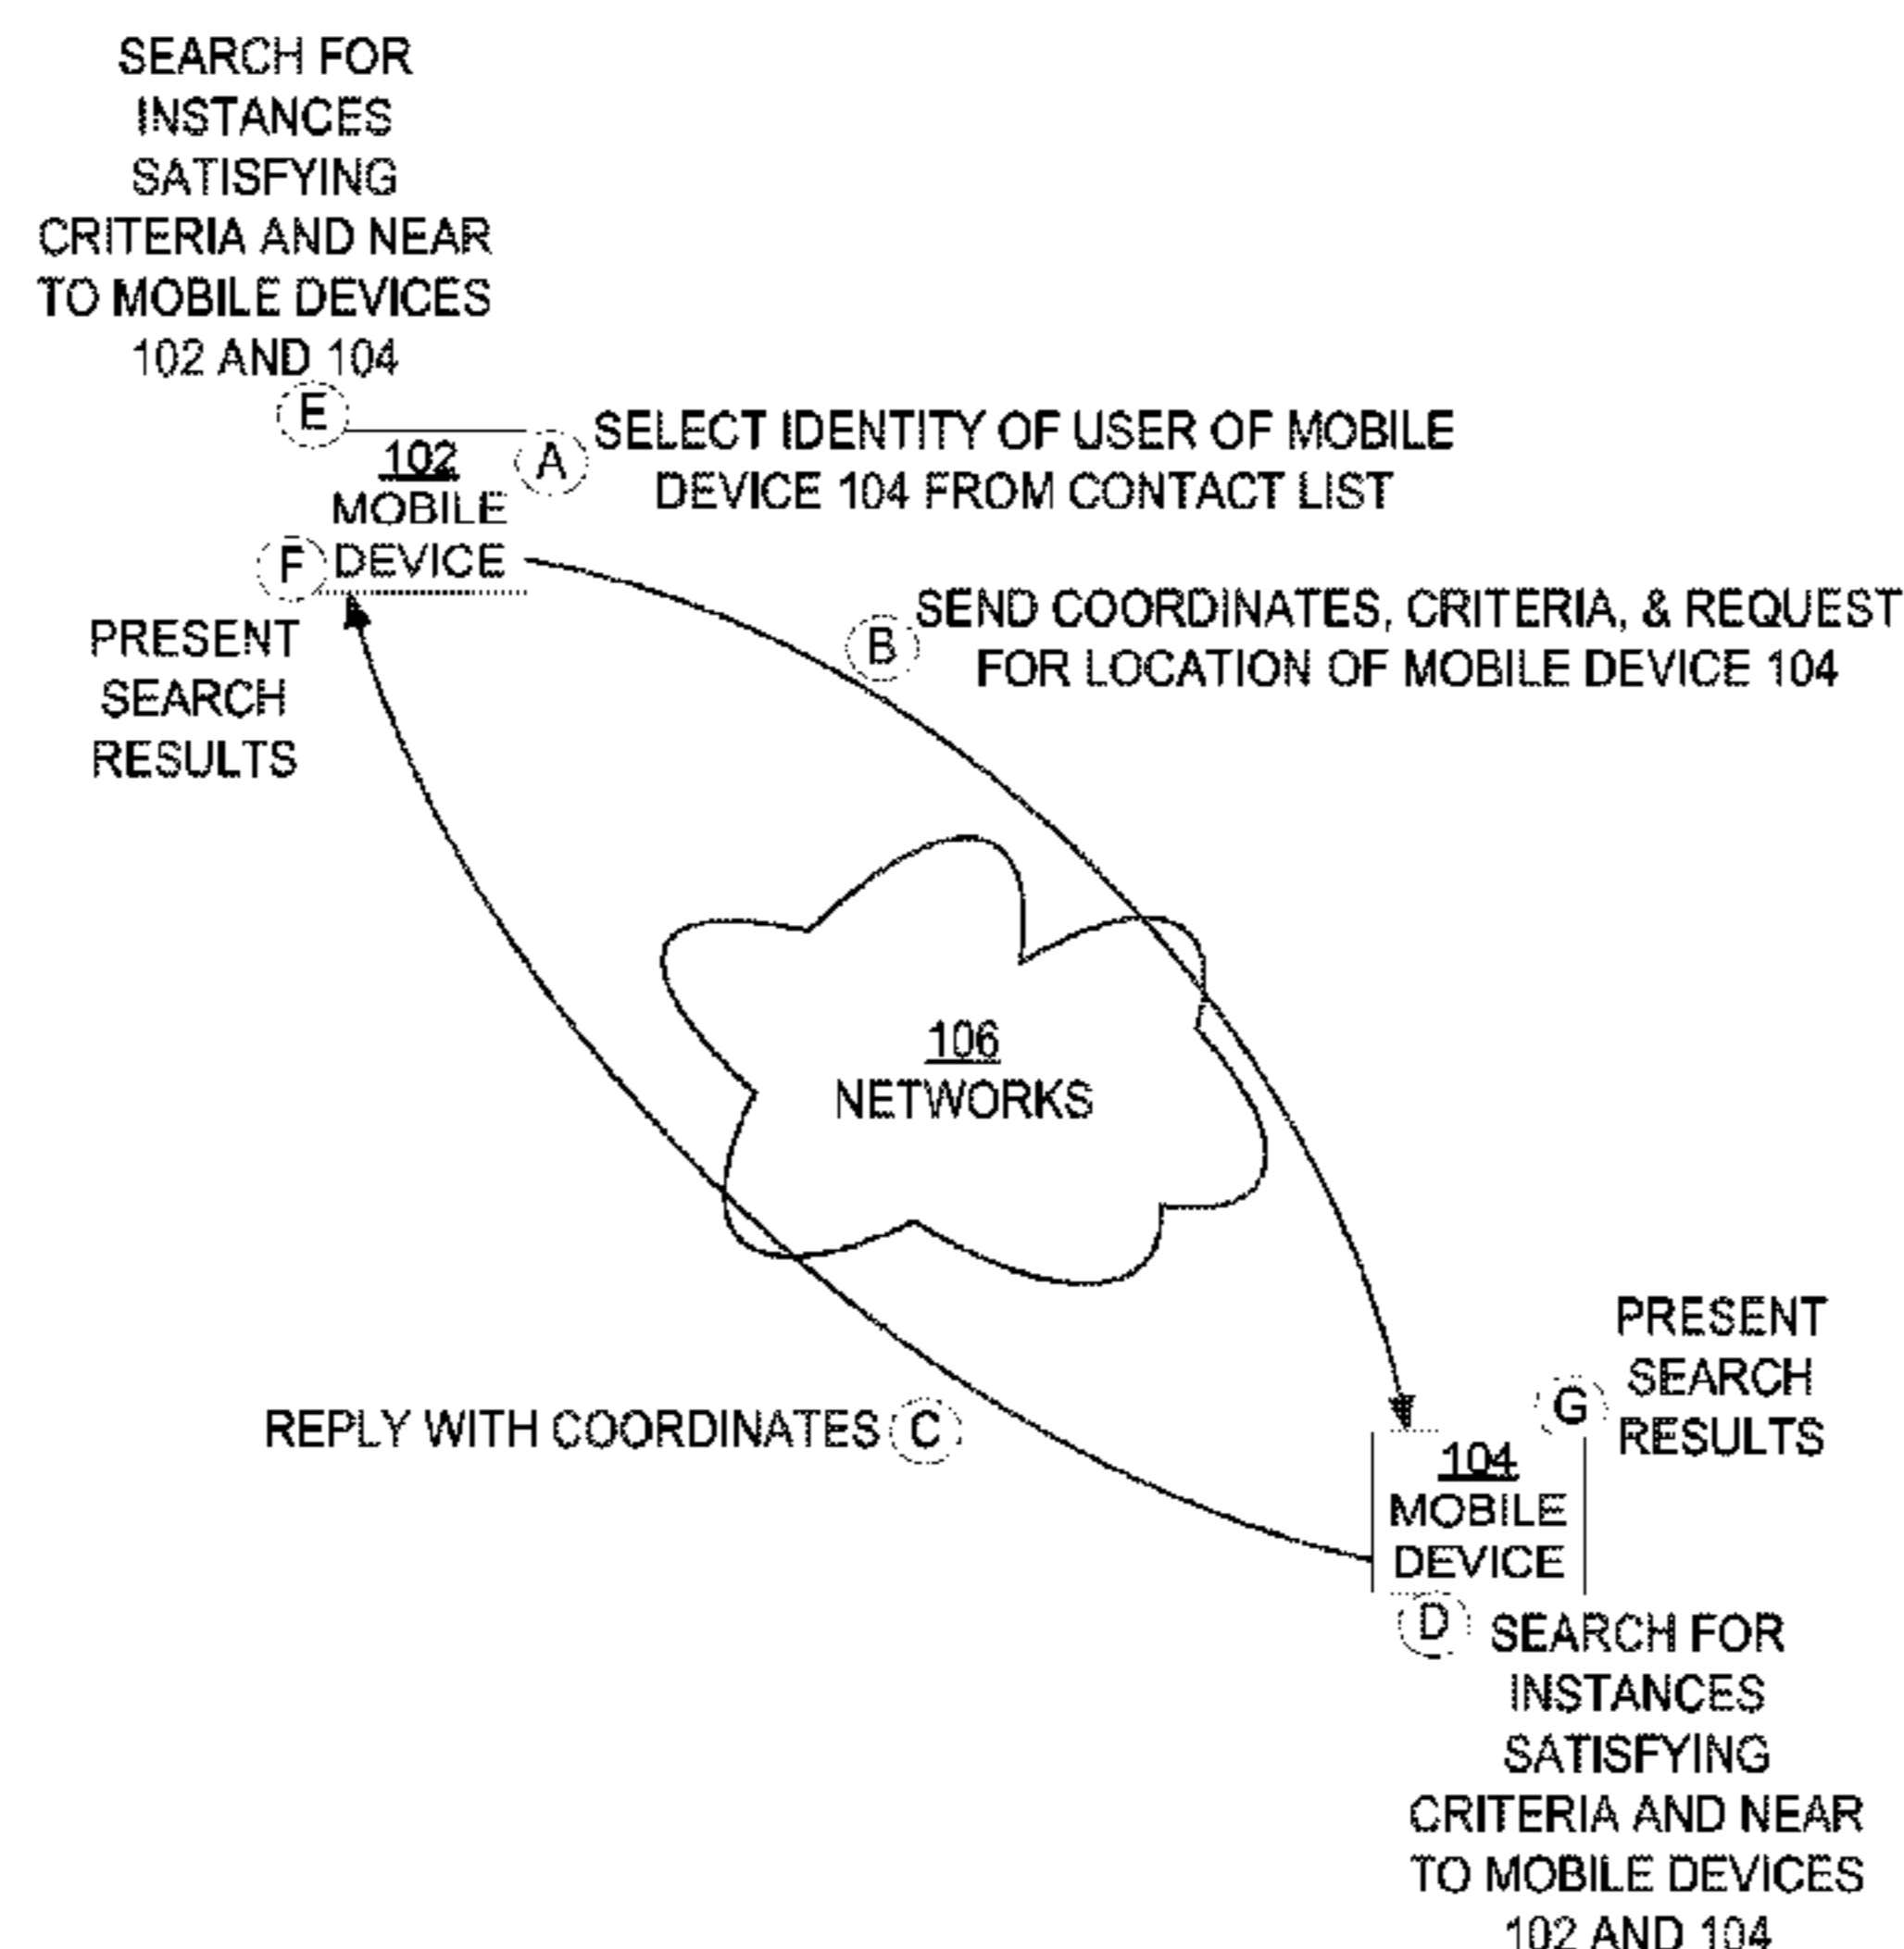 SEARCH FOR
INSTANCES
SATISFYING
CRITERIA AND NEAR
TO MOBILE DEVICES
102 AND 104
E
102
MOBILE
DEVICE
A
SELECT IDENTITY OF USER OF MOBILE
DEVICE 104 FROM CONTACT LIST
F
PRESENT
SEARCH
RESULTS
B
SEND COORDINATES, CRITERIA, & REQUEST
FOR LOCATION OF MOBILE DEVICE 104
106
NETWORKS
REPLY WITH COORDINATES C
G
PRESENT
SEARCH
RESULTS
104
MOBILE
DEVICE
D
SEARCH FOR
INSTANCES
SATISFYING
CRITERIA AND NEAR
TO MOBILE DEVICES
102 AND 104